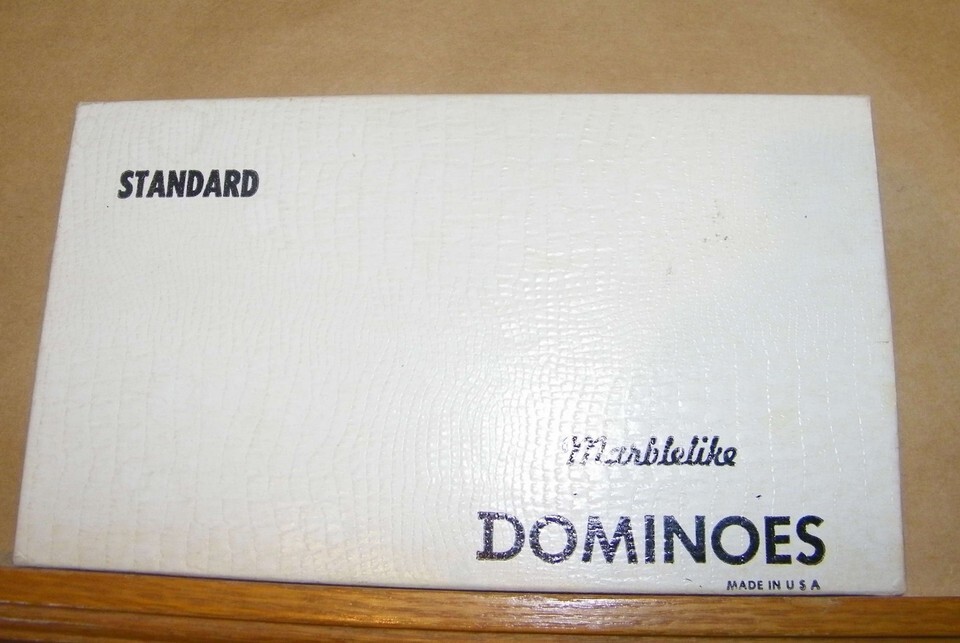 STANDARD
Marblelike
DOMINOES
MADE IN U S A